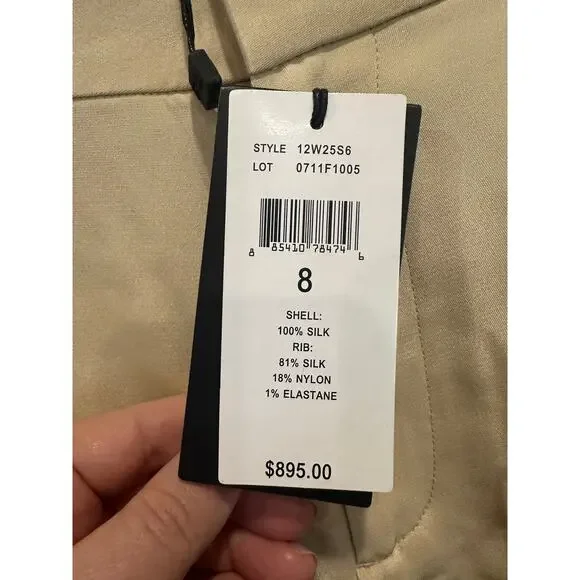 STYLE 12W25S6
LOT 0711F1005
8 85410 78474 6
8
SHELL:
100% SILK
RIB:
81% SILK
18% NYLON
1% ELASTANE
$895.00